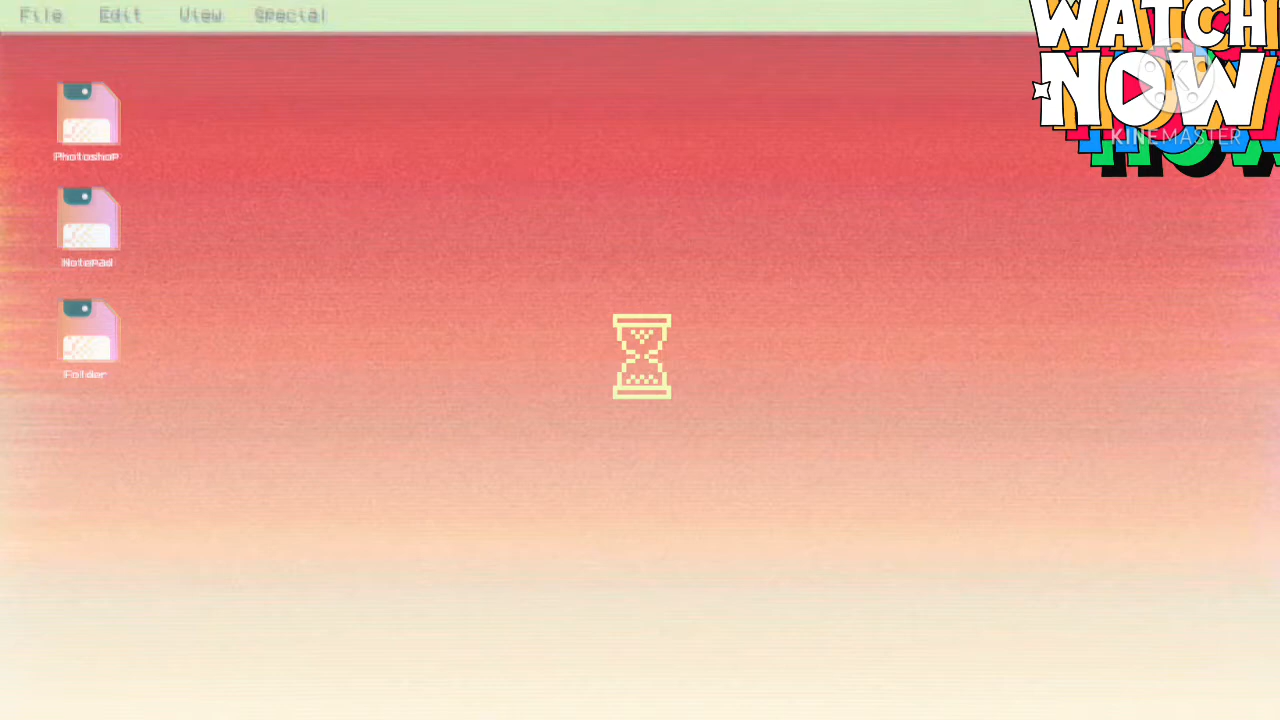 File Edit View Special
WATCH
NOW
KINEMASTER
Photoshop
Notepad
Folder